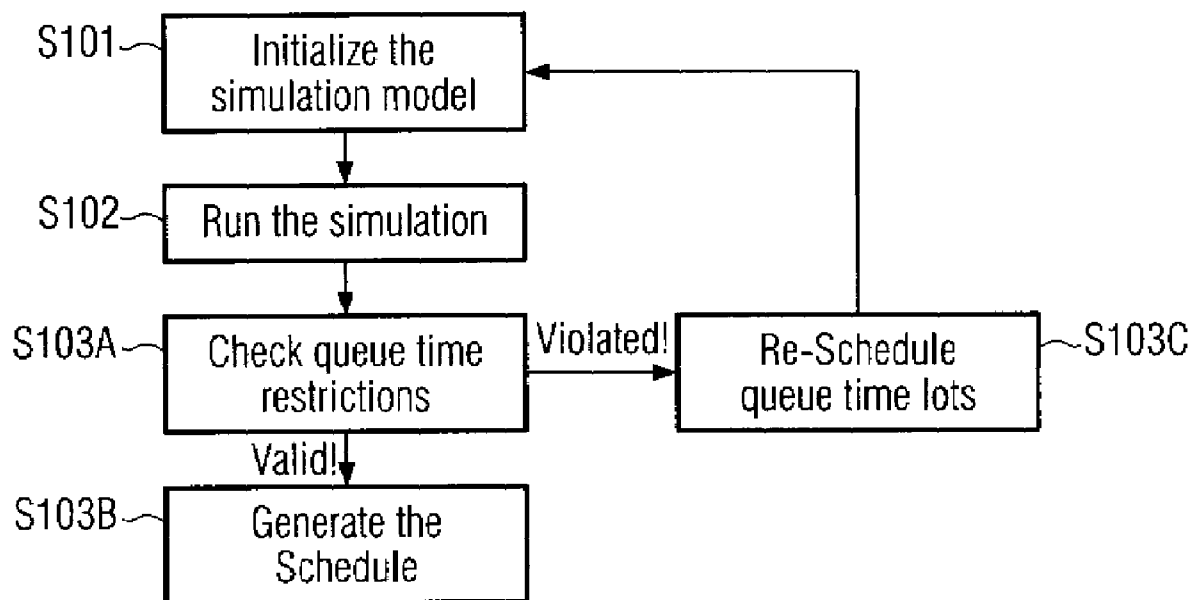 S101
Initialize the
simulation model
S102
Run the simulation
S103A
Check queue time
restrictions
Violated!
Re-Schedule
queue time lots
S103C
Valid!
S103B
Generate the
Schedule